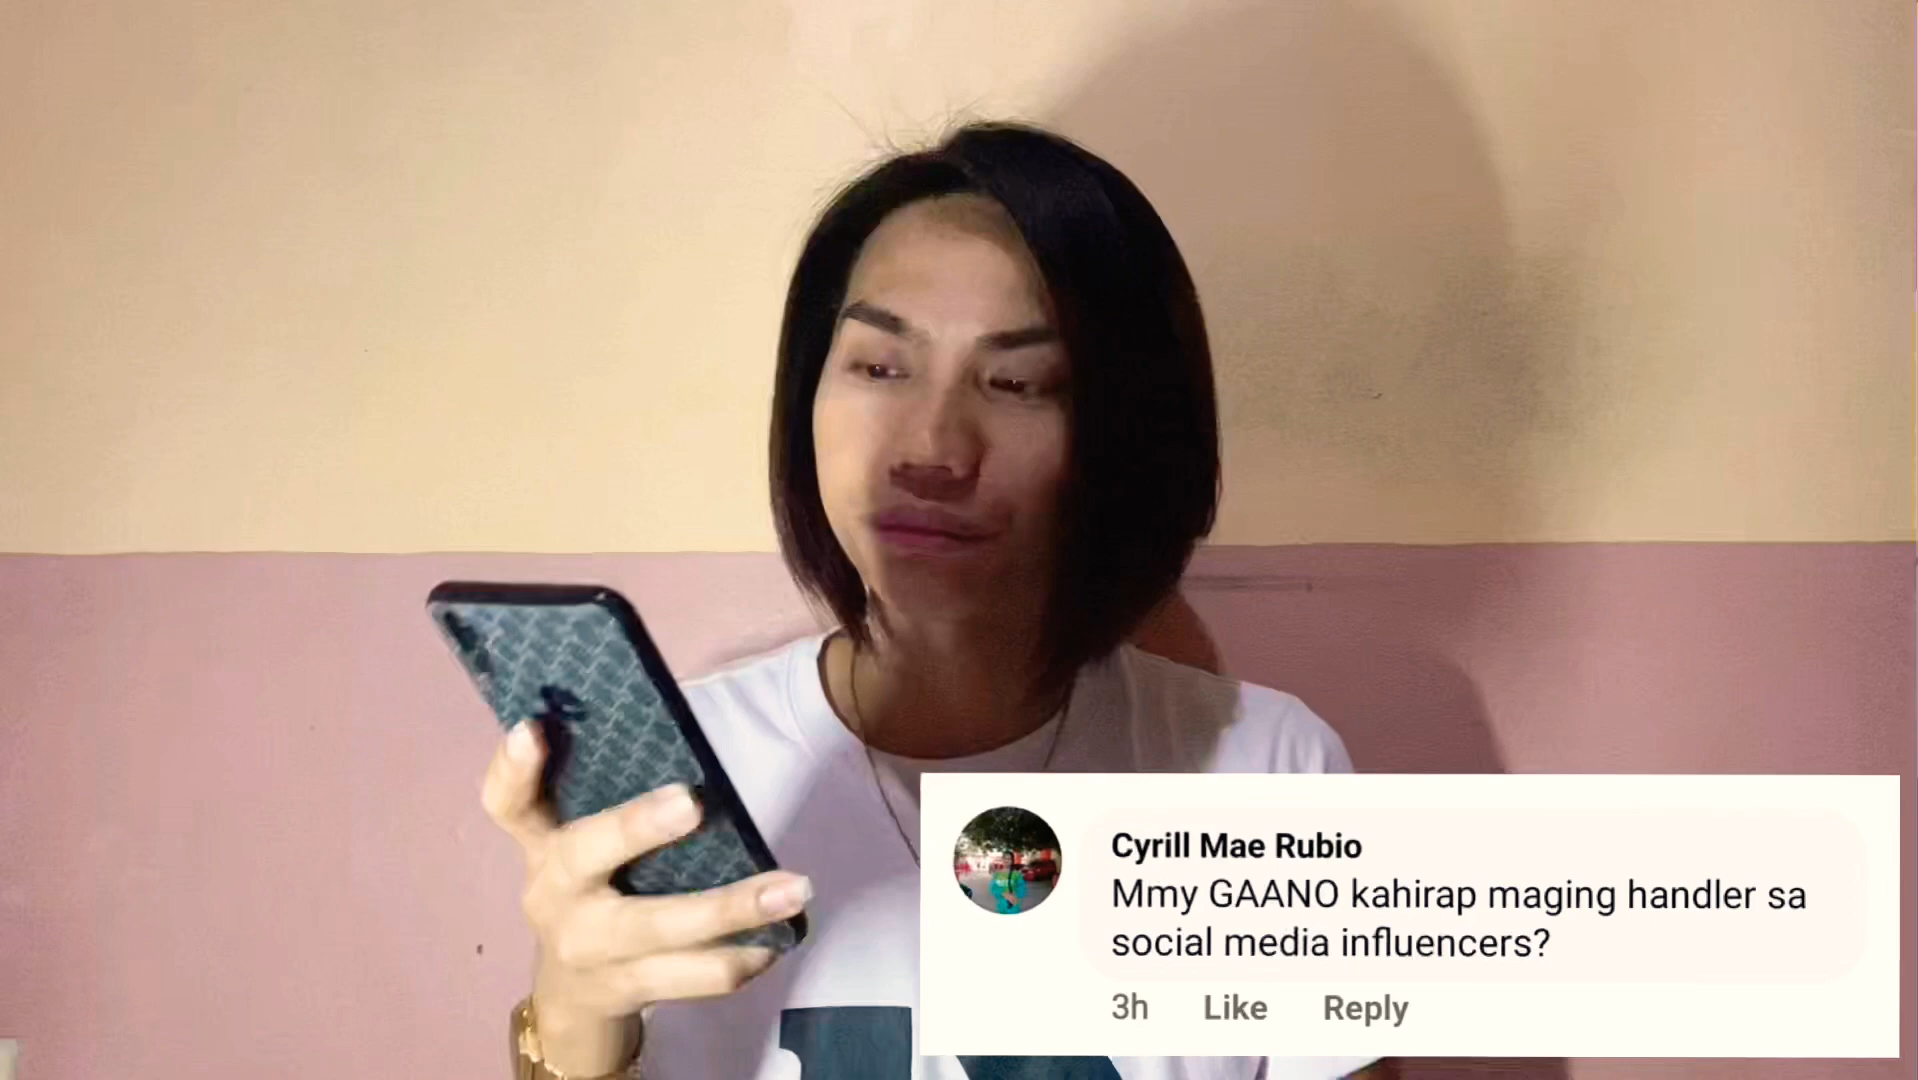 Cyrill Mae Rubio
Mmy GAANO kahirap maging handler sa
social media influencers?
3h Like Reply